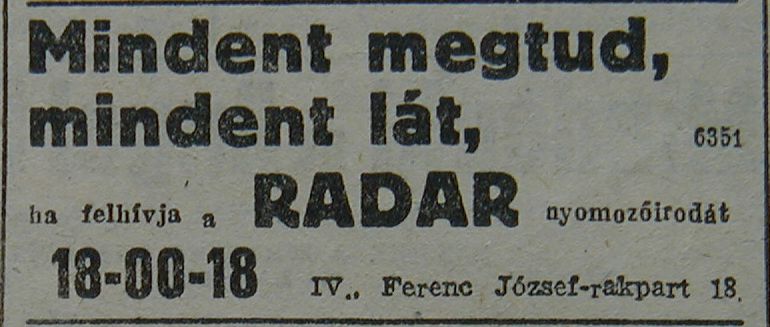 Mindent megtud,
mindent lát,
6351
ha felhívja a RADAR nyomozóirodát
18-00-18 IV., Ferenc József-rakpart 18.